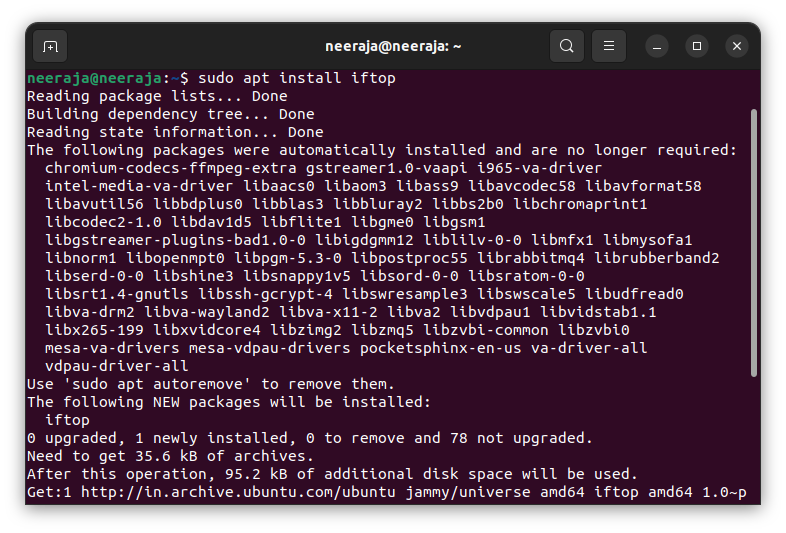 neeraja@neeraja: ~
neeraja@neeraja:~$ sudo apt install iftop
Reading package lists... Done
Building dependency tree... Done
Reading state information... Done
The following packages were automatically installed and are no longer required:
  chromium-codecs-ffmpeg-extra gstreamer1.0-vaapi i965-va-driver
  intel-media-va-driver libaacs0 libaom3 libass9 libavcodec58 libavformat58
  libavutil56 libbdplus0 libblas3 libbluray2 libbs2b0 libchromaprint1
  libcodec2-1.0 libdav1d5 libflite1 libgme0 libgsm1
  libgstreamer-plugins-bad1.0-0 libigdgmm12 liblilv-0-0 libmfx1 libmysofa1
  libnorm1 libopenmpt0 libpgm-5.3-0 libpostproc55 librabbitmq4 librubberband2
  libserd-0-0 libshine3 libsnappy1v5 libsord-0-0 libsratom-0-0
  libsrt1.4-gnutls libssh-gcrypt-4 libswresample3 libswscale5 libudfread0
  libva-drm2 libva-wayland2 libva-x11-2 libva2 libvdpau1 libvidstab1.1
  libx265-199 libxvidcore4 libzimg2 libzmq5 libzvbi-common libzvbi0
  mesa-va-drivers mesa-vdpau-drivers pocketsphinx-en-us va-driver-all
  vdpau-driver-all
Use 'sudo apt autoremove' to remove them.
The following NEW packages will be installed:
  iftop
0 upgraded, 1 newly installed, 0 to remove and 78 not upgraded.
Need to get 35.6 kB of archives.
After this operation, 95.2 kB of additional disk space will be used.
Get:1 http://in.archive.ubuntu.com/ubuntu jammy/universe amd64 iftop amd64 1.0~p